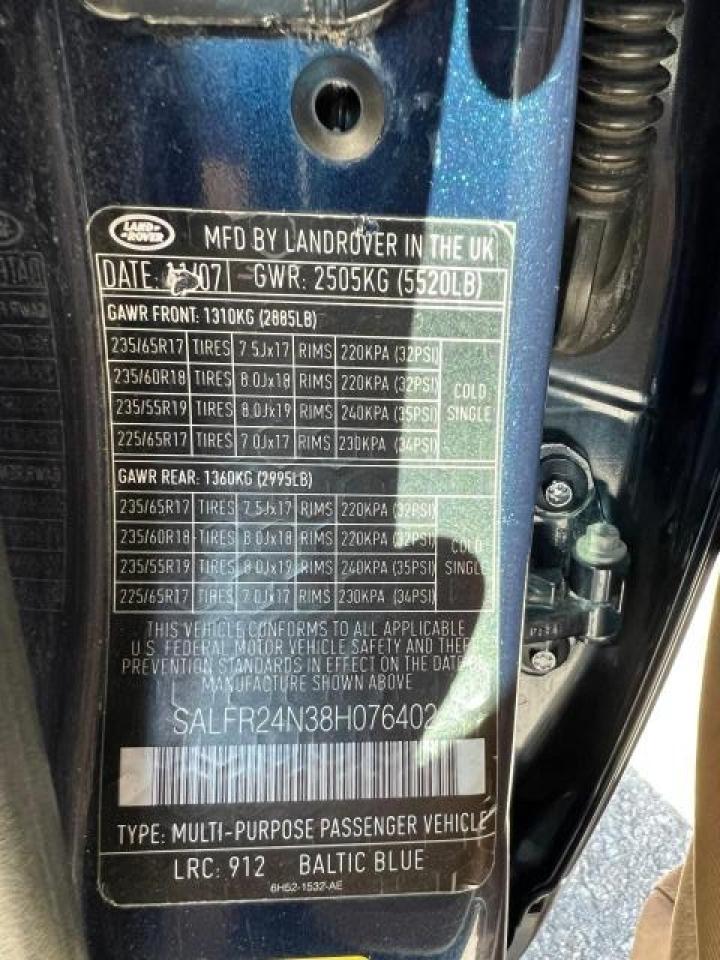 LAND ROVER
MFD BY LANDROVER IN THE UK
DATE: 11/07 GWR: 2505KG (5520LB)
GAWR FRONT: 1310KG (2885LB)
235/65R17 TIRES 7.5Jx17 RIMS 220KPA (32PSI)
235/60R18 TIRES 8.0Jx18 RIMS 220KPA (32PSI)
235/55R19 TIRES 8.0Jx19 RIMS 240KPA (35PSI)
225/65R17 TIRES 7.0Jx17 RIMS 230KPA (34PSI)
COLD
SINGLE
GAWR REAR: 1360KG (2995LB)
235/65R17 TIRES 7.5Jx17 RIMS 220KPA (32PSI)
235/60R18 TIRES 8.0Jx18 RIMS 220KPA (32PSI)
235/55R19 TIRES 8.0Jx19 RIMS 240KPA (35PSI)
225/65R17 TIRES 7.0Jx17 RIMS 230KPA (34PSI)
COLD
SINGLE
THIS VEHICLE CONFORMS TO ALL APPLICABLE
U.S. FEDERAL MOTOR VEHICLE SAFETY AND THEFT
PREVENTION STANDARDS IN EFFECT ON THE DATE OF
MANUFACTURE SHOWN ABOVE
SALFR24N38H076402
TYPE: MULTI-PURPOSE PASSENGER VEHICLE
LRC: 912 BALTIC BLUE
6H52-1532-AE